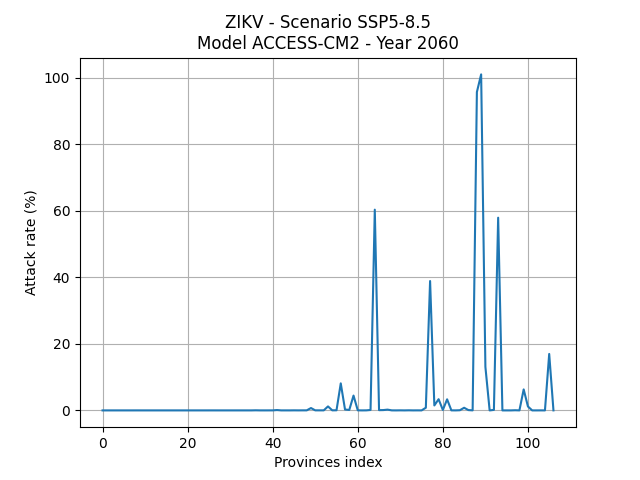 ZIKV - Scenario SSP5-8.5
Model ACCESS-CM2 - Year 2060
100
80
60
40
20
0
Attack rate (%)
0 20 40 60 80 100
Provinces index